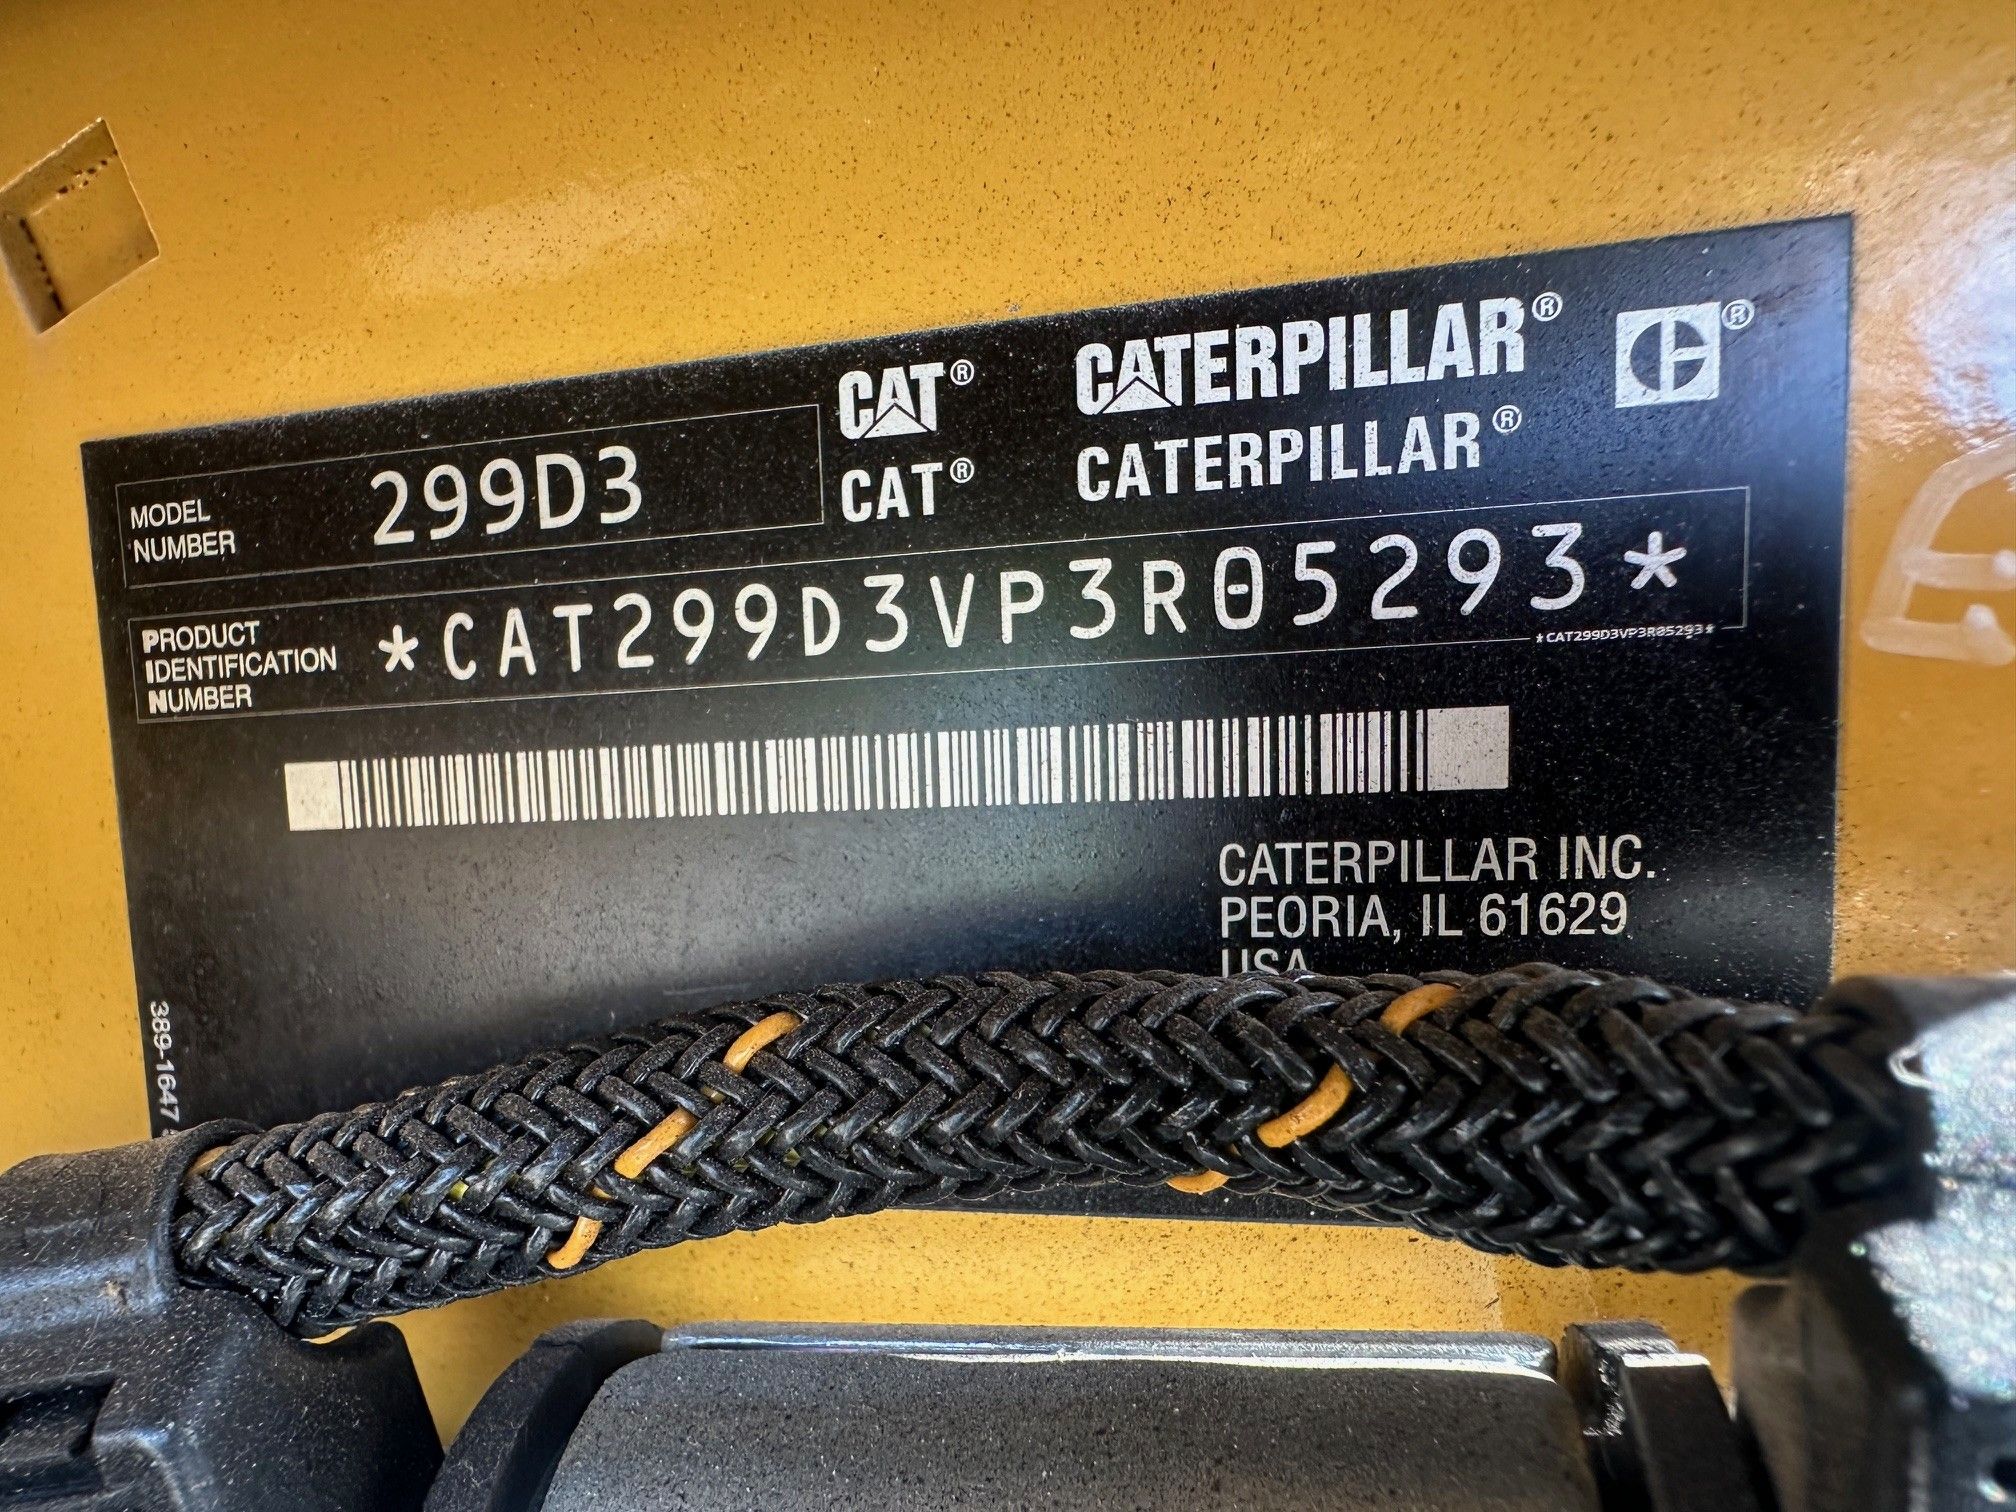 CAT® CATERPILLAR® ®
MODEL NUMBER 299D3
CAT® CATERPILLAR®
PRODUCT IDENTIFICATION NUMBER *CAT299D3VP3R05293*
*CAT299D3VP3R05293*
CATERPILLAR INC.
PEORIA, IL 61629
USA
389-1647